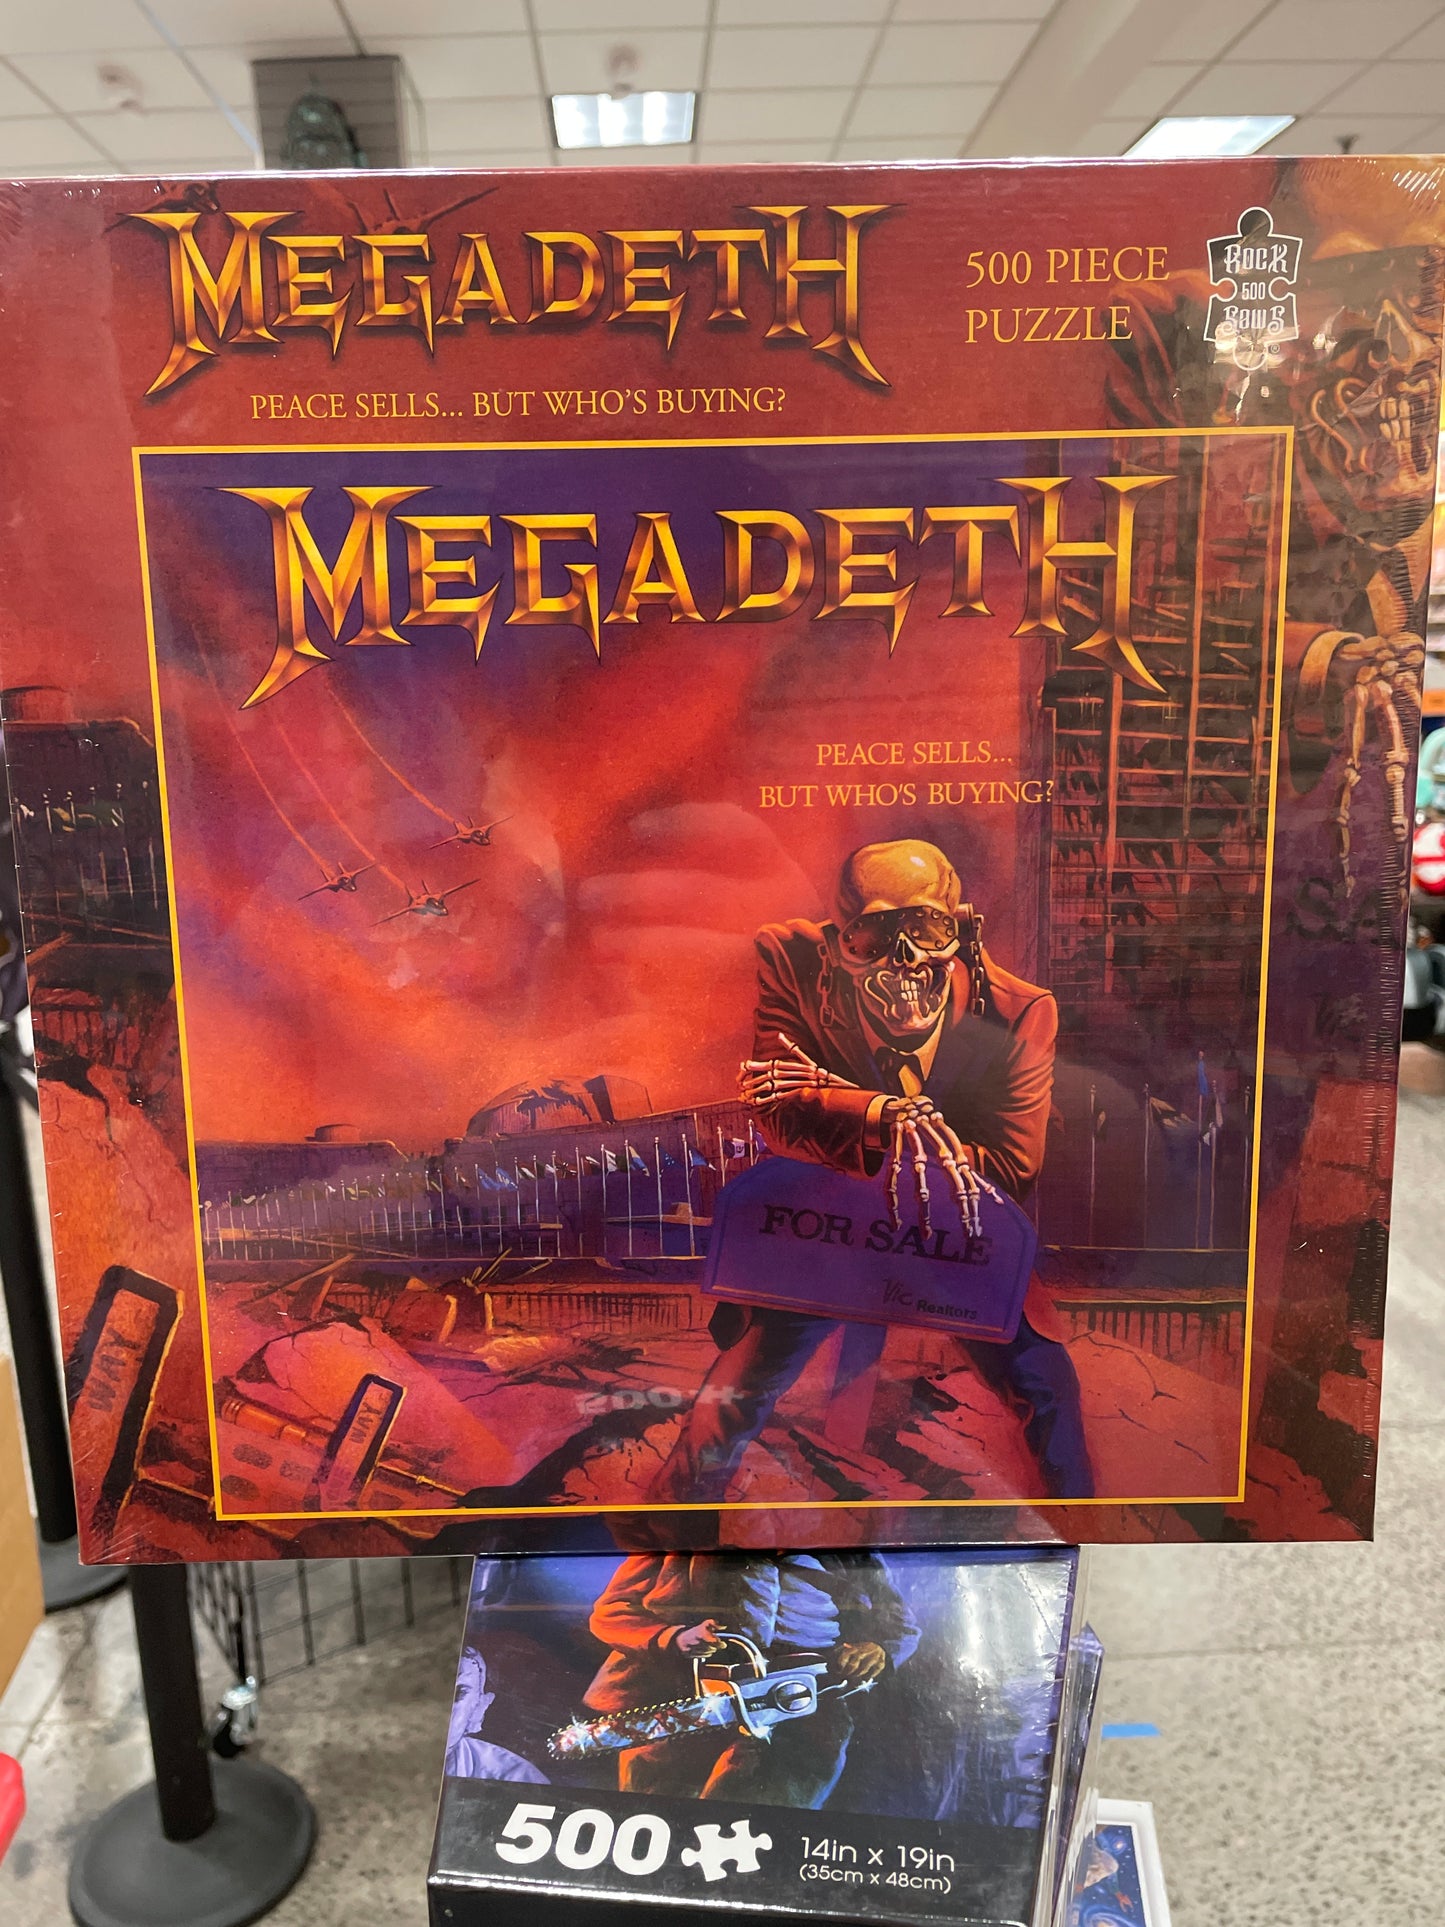 MEGADETH
PEACE SELLS... BUT WHO'S BUYING?
500 PIECE
PUZZLE
ROCK
500
SAWS
MEGADETH
PEACE SELLS...
BUT WHO'S BUYING?
FOR SALE
Vic Realtors
WAY
WAY
500
14in x 19in
(35cm x 48cm)